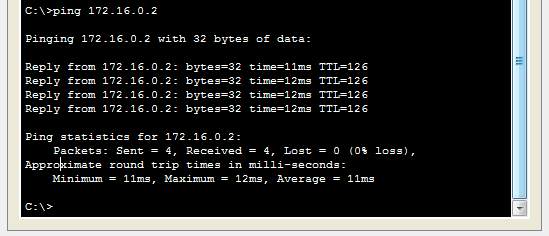 C:\>ping 172.16.0.2
Pinging 172.16.0.2 with 32 bytes of data:
Reply from 172.16.0.2: bytes=32 time=11ms TTL=126
Reply from 172.16.0.2: bytes=32 time=12ms TTL=126
Reply from 172.16.0.2: bytes=32 time=12ms TTL=126
Reply from 172.16.0.2: bytes=32 time=12ms TTL=126
Ping statistics for 172.16.0.2:
    Packets: Sent = 4, Received = 4, Lost = 0 (0% loss),
Approximate round trip times in milli-seconds:
    Minimum = 11ms, Maximum = 12ms, Average = 11ms
C:\>